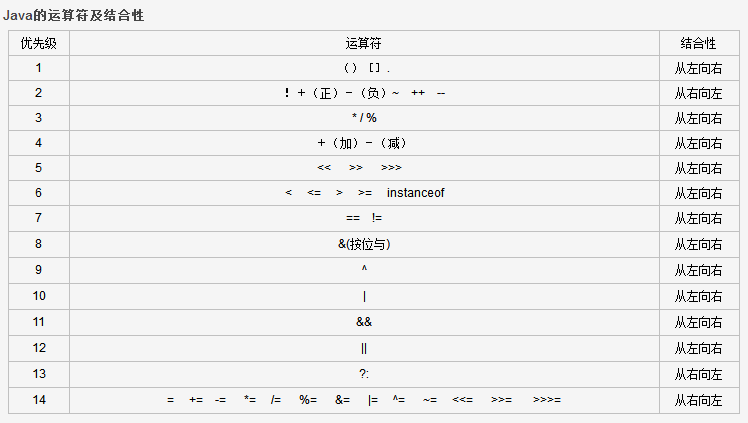 Java的运算符及结合性
优先级 运算符 结合性
1 () [] . 从左向右
2 ! +(正) -(负) ~ ++ -- 从右向左
3 * / % 从左向右
4 +(加) -(减) 从左向右
5 << >> >>> 从左向右
6 < <= > >= instanceof 从左向右
7 == != 从左向右
8 &(按位与) 从左向右
9 ^ 从左向右
10 | 从左向右
11 && 从左向右
12 || 从左向右
13 ?: 从右向左
14 = += -= *= /= %= &= |= ^= ~= <<= >>= >>>= 从右向左